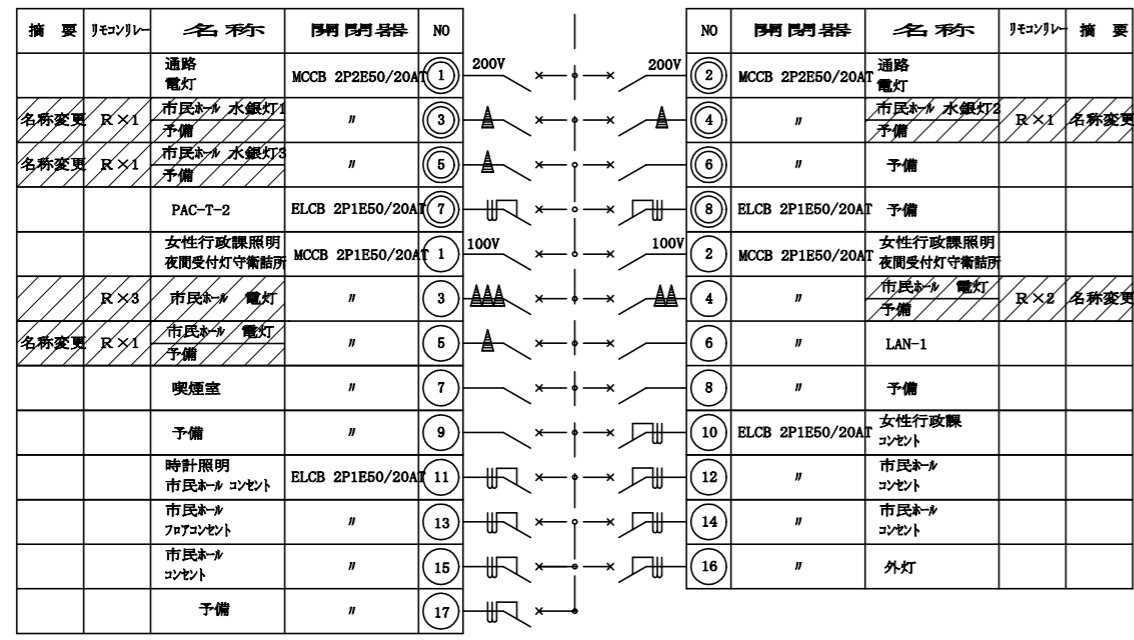 摘 要 リモコンリレー 名 称 開 閉 器 NO
通路
電灯 MCCB 2P2E50/20AT 1 200V
名称変更 R×1 市民ホール 水銀灯1
予備 〃 3
名称変更 R×1 市民ホール 水銀灯3
予備 〃 5
PAC-T-2 ELCB 2P1E50/20AT 7
女性行政課照明
夜間受付灯守衛詰所 MCCB 2P1E50/20AT 1 100V
R×3 市民ホール 電灯 〃 3
名称変更 R×1 市民ホール 電灯
予備 〃 5
喫煙室 〃 7
予備 〃 9
時計照明
市民ホール コンセント ELCB 2P1E50/20AT 11
市民ホール
フロアコンセント 〃 13
市民ホール
コンセント 〃 15
予備 〃 17
NO 開 閉 器 名 称 リモコンリレー 摘 要
200V 2 MCCB 2P2E50/20AT 通路
電灯
4 〃 市民ホール 水銀灯2
予備 R×1 名称変更
6 〃 予備
8 ELCB 2P1E50/20AT 予備
100V 2 MCCB 2P1E50/20AT 女性行政課照明
夜間受付灯守衛詰所
4 〃 市民ホール 電灯
予備 R×2 名称変更
6 〃 LAN-1
8 〃 予備
10 ELCB 2P1E50/20AT 女性行政課
コンセント
12 〃 市民ホール
コンセント
14 〃 市民ホール
コンセント
16 〃 外灯